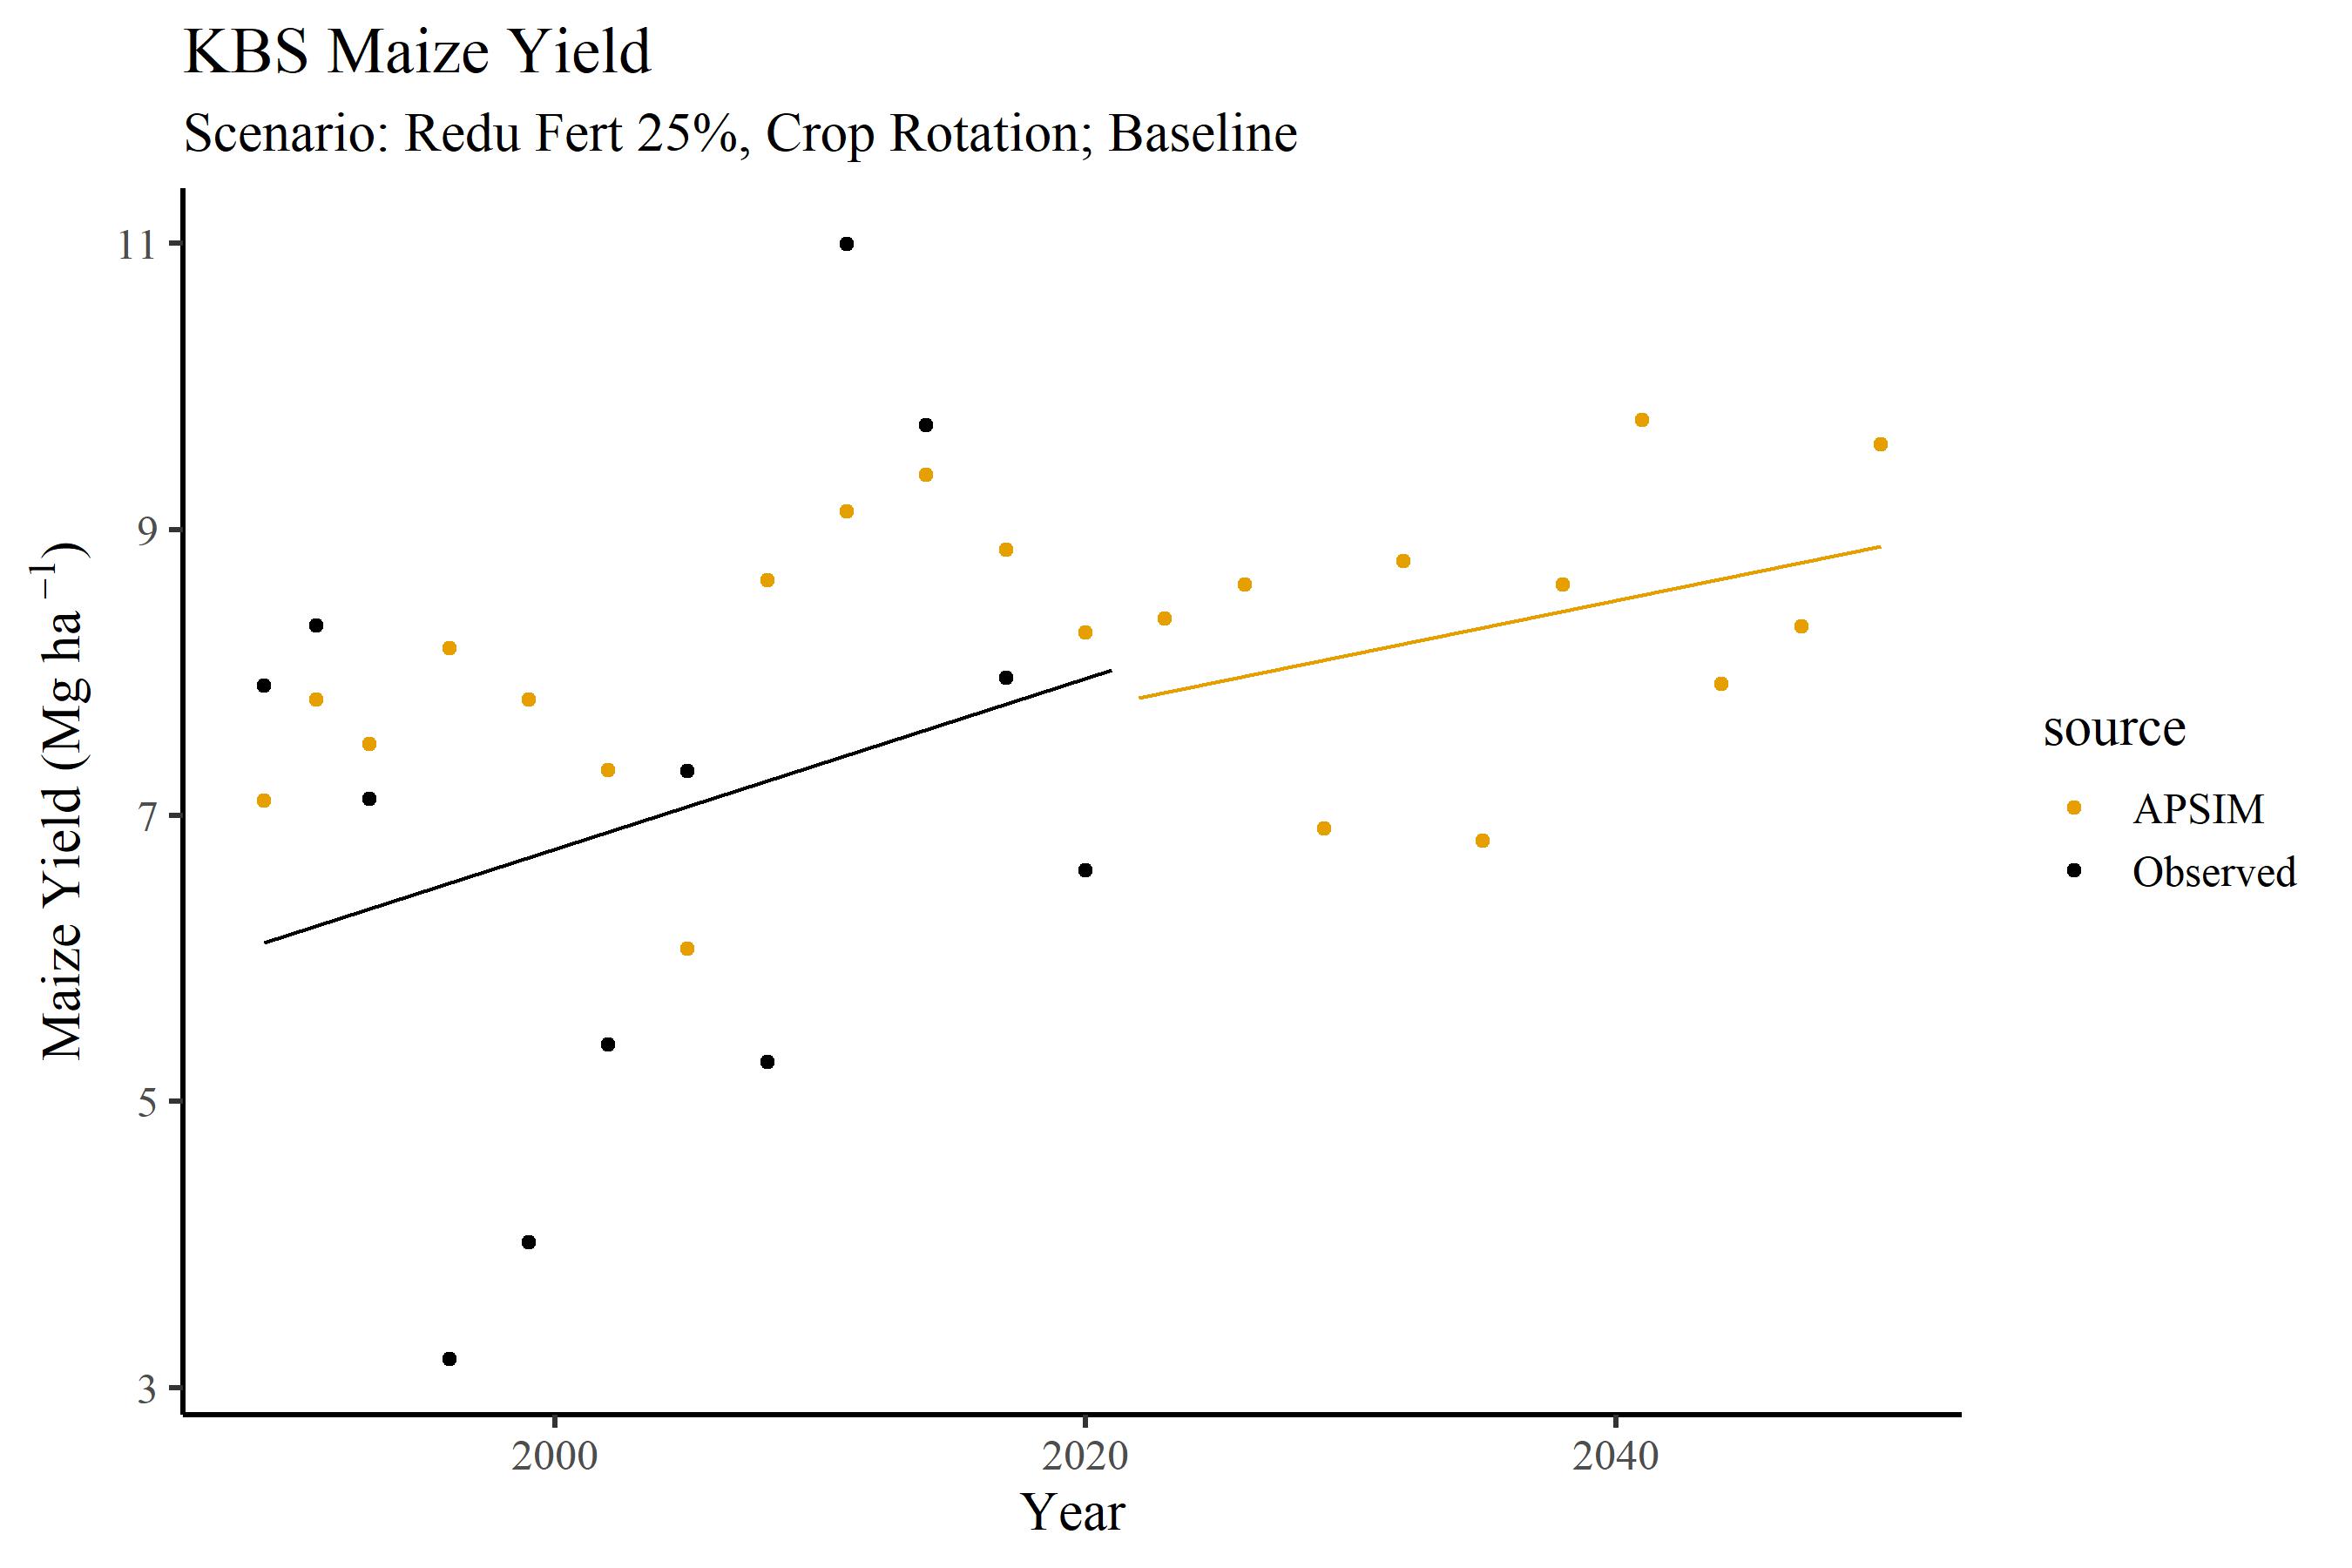 KBS Maize Yield
Scenario: Redu Fert 25%, Crop Rotation; Baseline
Maize Yield (Mg ha⁻¹)
11
9
7
5
3
2000 2020 2040
Year
source
APSIM
Observed